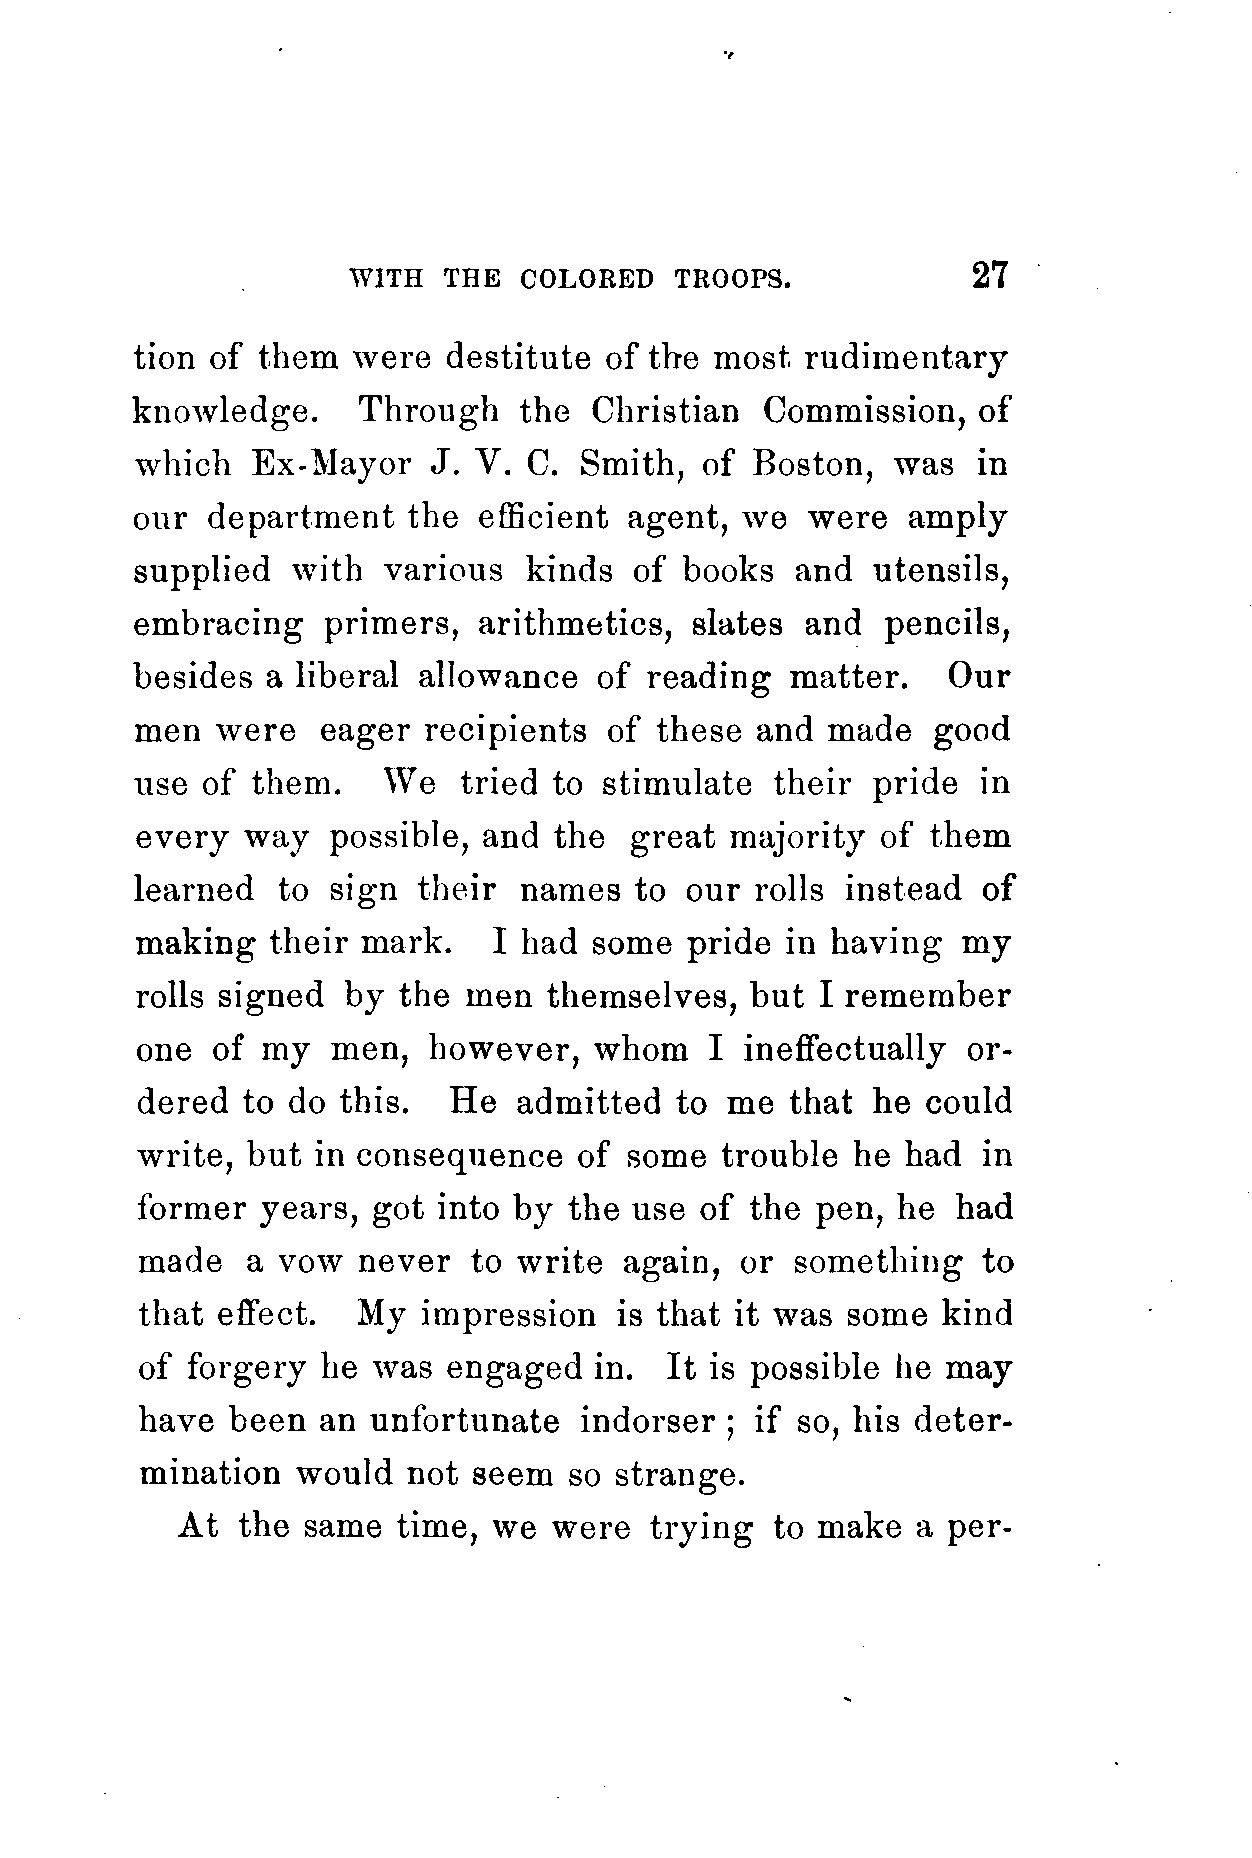 WITH THE COLORED TROOPS. 27
tion of them were destitute of the most rudimentary
knowledge. Through the Christian Commission, of
which Ex-Mayor J. V. C. Smith, of Boston, was in
our department the efficient agent, we were amply
supplied with various kinds of books and utensils,
embracing primers, arithmetics, slates and pencils,
besides a liberal allowance of reading matter. Our
men were eager recipients of these and made good
use of them. We tried to stimulate their pride in
every way possible, and the great majority of them
learned to sign their names to our rolls instead of
making their mark. I had some pride in having my
rolls signed by the men themselves, but I remember
one of my men, however, whom I ineffectually or-
dered to do this. He admitted to me that he could
write, but in consequence of some trouble he had in
former years, got into by the use of the pen, he had
made a vow never to write again, or something to
that effect. My impression is that it was some kind
of forgery he was engaged in. It is possible he may
have been an unfortunate indorser ; if so, his deter-
mination would not seem so strange.
At the same time, we were trying to make a per-